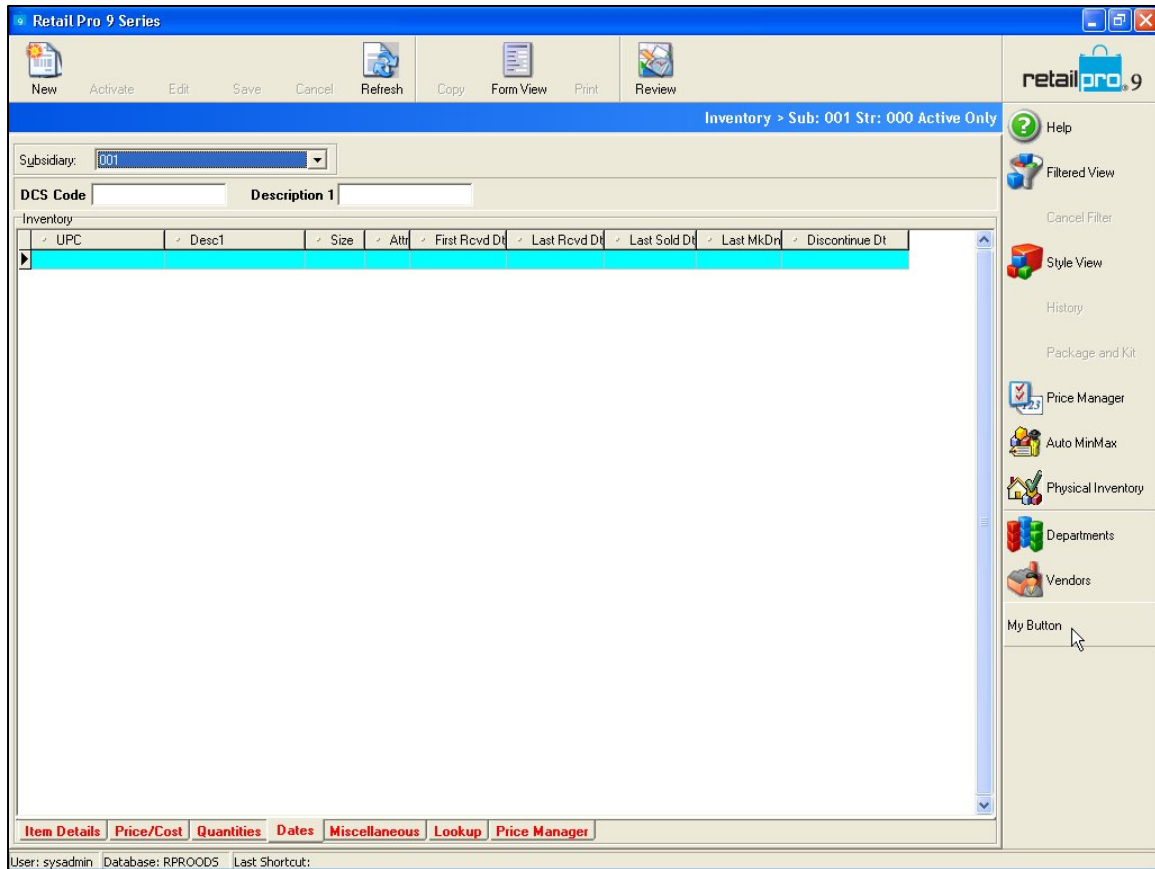 Retail Pro 9 Series
New Activate Edit Save Cancel Refresh Copy Form View Print Review
retailpro 9
Inventory > Sub: 001 Str: 000 Active Only
Subsidiary: 001
DCS Code Description 1
Inventory
UPC Desc1 Size Attr First Rcvd Dt Last Rcvd Dt Last Sold Dt Last MkDn Discontinue Dt
Help
Filtered View
Cancel Filter
Style View
History
Package and Kit
Price Manager
Auto MinMax
Physical Inventory
Departments
Vendors
My Button
Item Details Price/Cost Quantities Dates Miscellaneous Lookup Price Manager
User: sysadmin Database: RPROODS Last Shortcut: